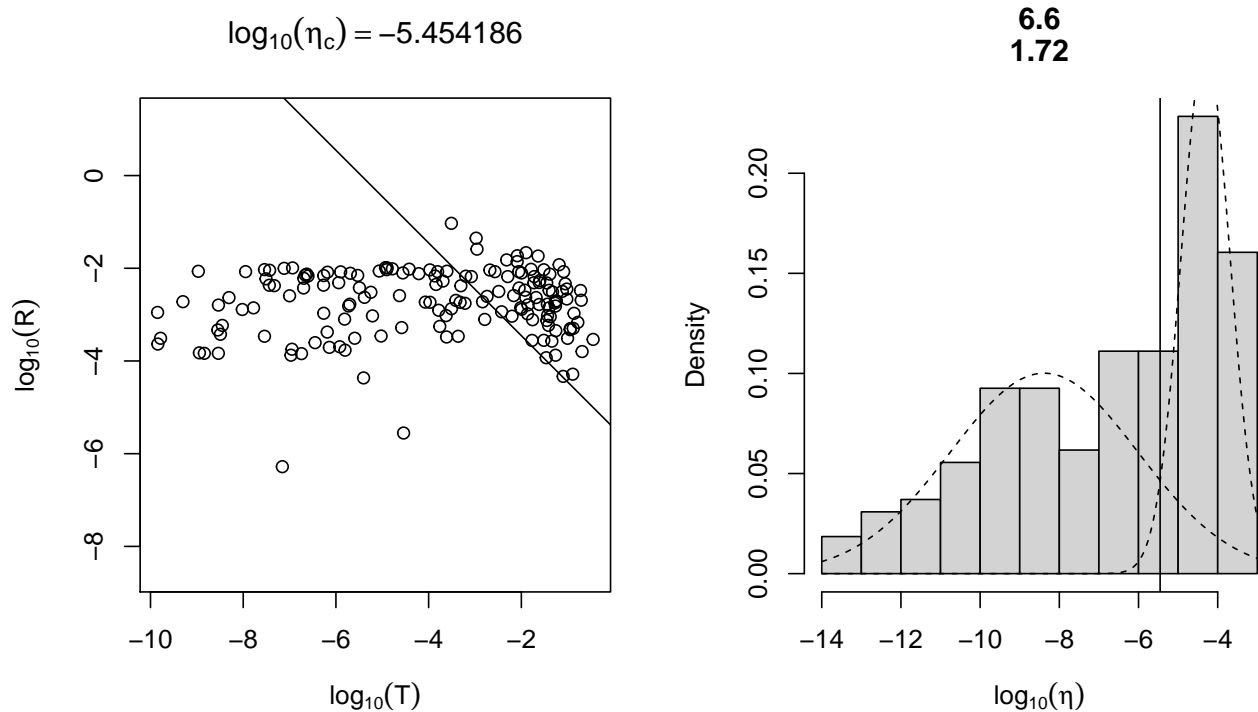 log₁₀(ηc) = −5.454186
0
−2
−4
−6
−8
log₁₀(R)
−10 −8 −6 −4 −2
log₁₀(T)
6.6
1.72
0.20
0.15
0.10
0.05
0.00
Density
−14 −12 −10 −8 −6 −4
log₁₀(η)